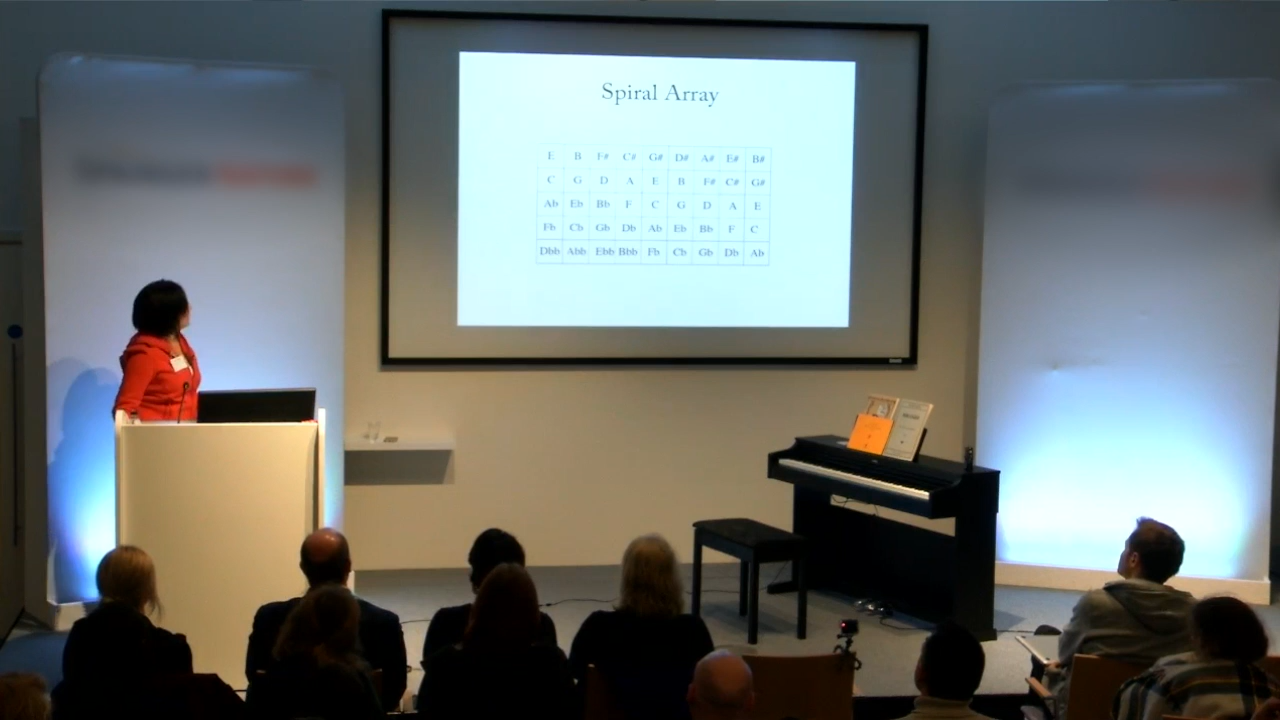 Spiral Array
E B F# C# G# D# A# E# B#
C G D A E B F# C# G#
Ab Eb Bb F C G D A E
Fb Cb Gb Db Ab Eb Bb F C
Dbb Abb Ebb Bbb Fb Cb Gb Db Ab